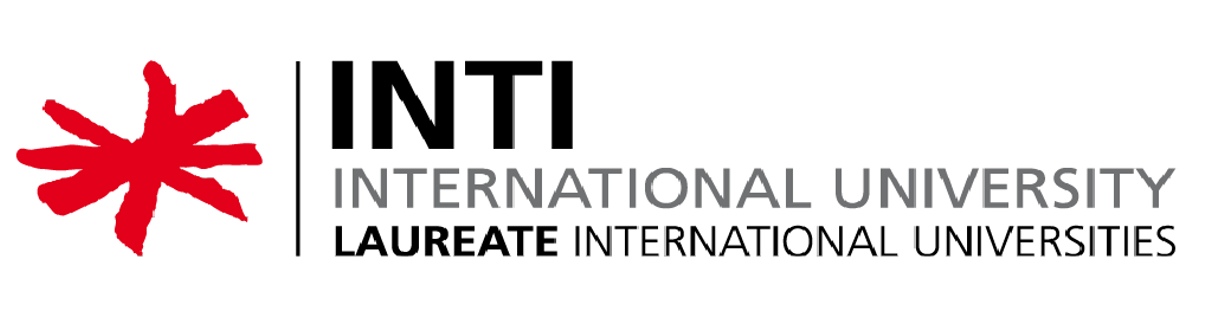 INTI
INTERNATIONAL UNIVERSITY
LAUREATE INTERNATIONAL UNIVERSITIES